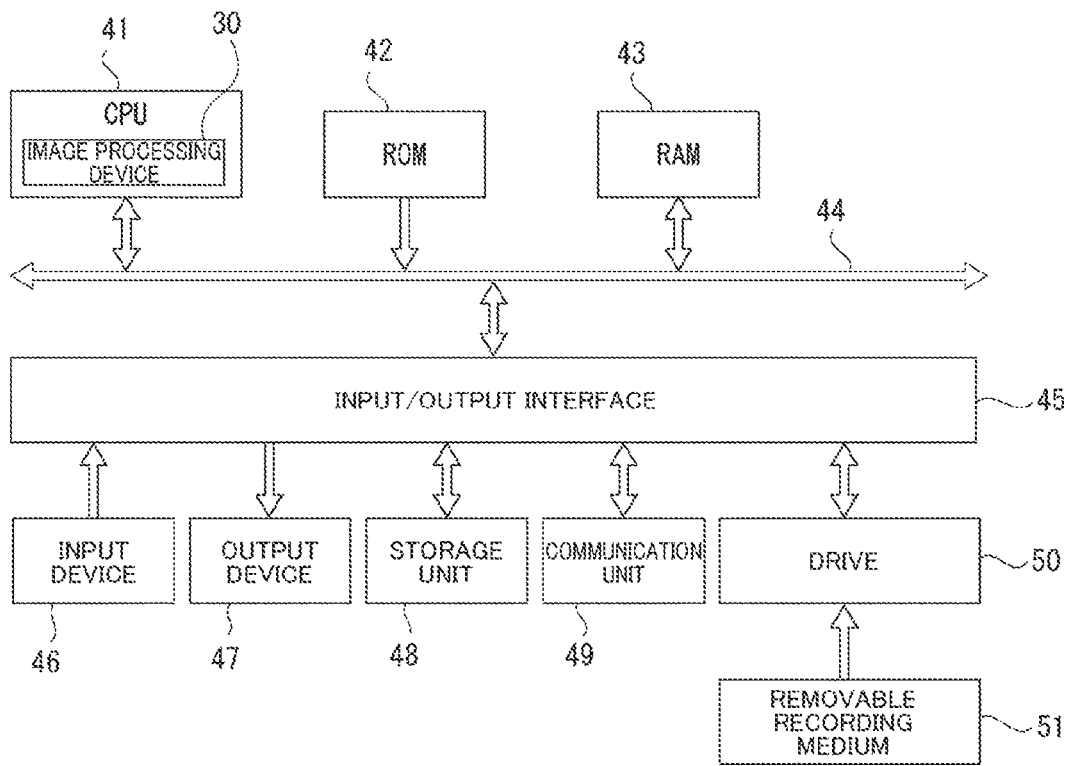 41
30
42
43
CPU
IMAGE PROCESSING
DEVICE
ROM
RAM
44
INPUT/OUTPUT INTERFACE
45
INPUT
DEVICE
OUTPUT
DEVICE
STORAGE
UNIT
COMMUNICATION
UNIT
DRIVE
50
46
47
48
49
REMOVABLE
RECORDING
MEDIUM
51